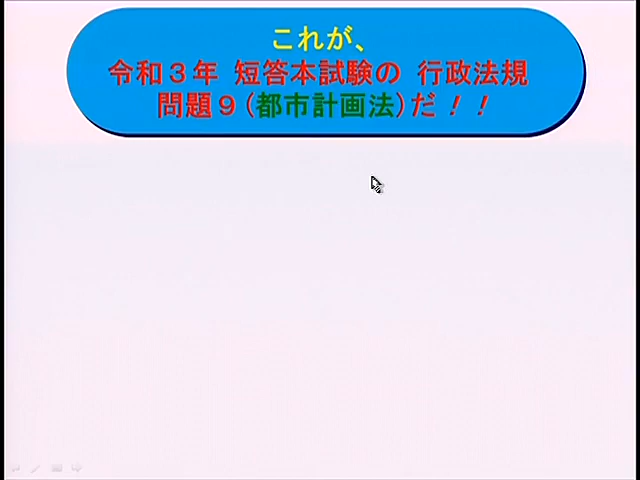 これが、
令和３年 短答本試験の 行政法規
問題９(都市計画法)だ！！